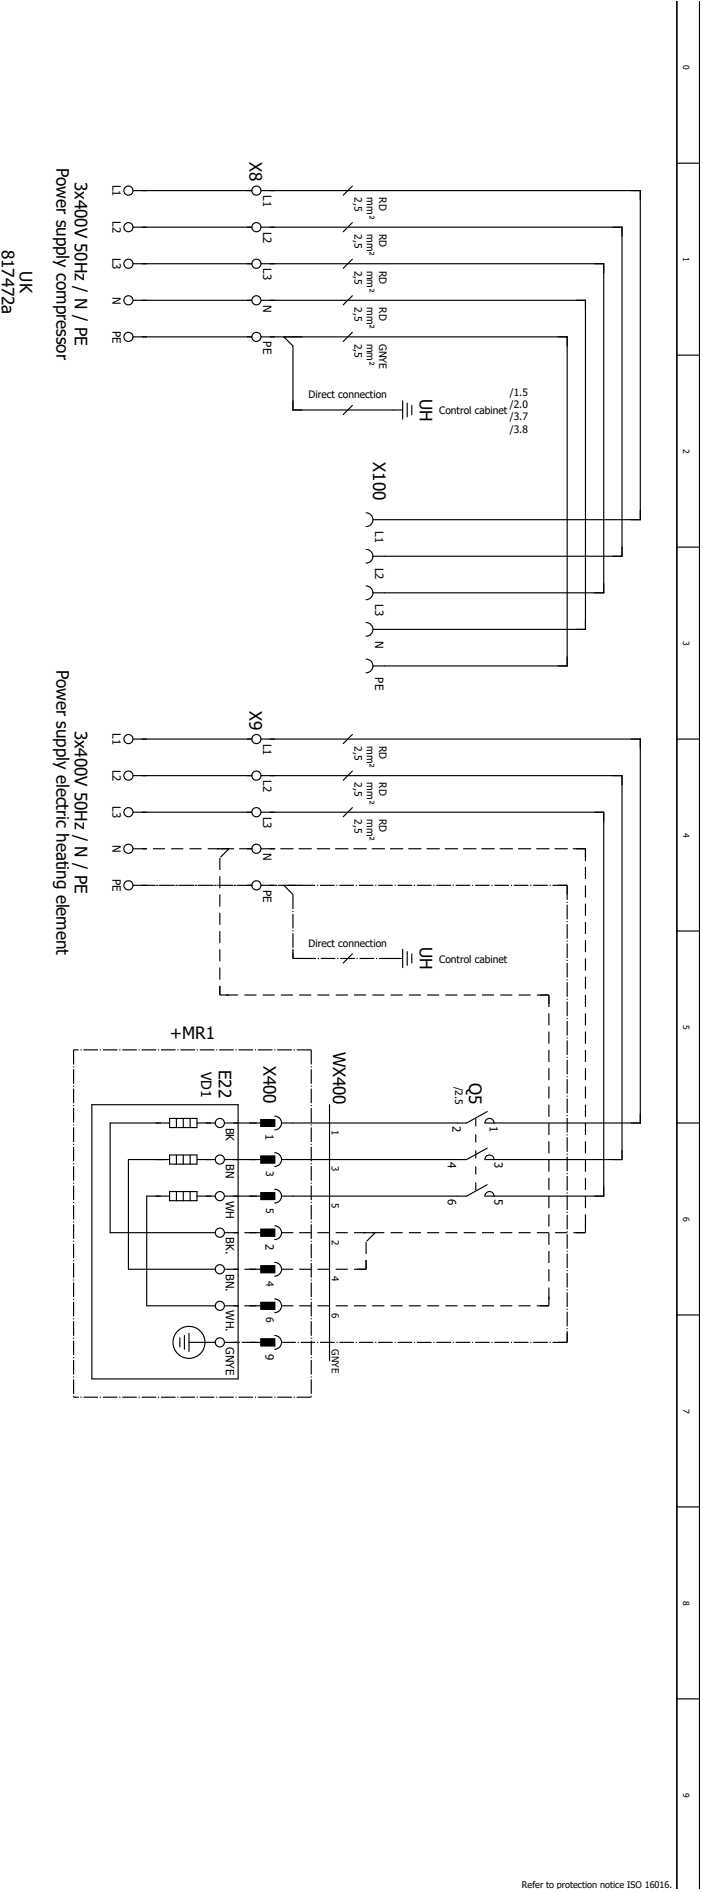 0
1
2
3
4
5
6
7
8
9
X8
L1
L2
L3
N
PE
L1
L2
L3
N
PE
RD
mm²
2,5
RD
mm²
2,5
RD
mm²
2,5
RD
mm²
2,5
GNYE
mm²
2,5
Direct connection
UH
Control cabinet
/1.5
/2.0
/3.7
/3.8
3x400V 50Hz / N / PE
Power supply compressor
UK
817472a
X100
L1
L2
L3
N
PE
X9
L1
L2
L3
N
PE
L1
L2
L3
N
PE
RD
mm²
2,5
RD
mm²
2,5
RD
mm²
2,5
Direct connection
UH
Control cabinet
3x400V 50Hz / N / PE
Power supply electric heating element
+MR1
Q5
/2.5
1
2
3
4
5
6
WX400
1
3
5
2
4
6
GNYE
X400
1
3
5
2
4
6
9
E22
VD1
BK
BN
WH
BK.
BN.
WH.
GNYE
Refer to protection notice ISO 16016.